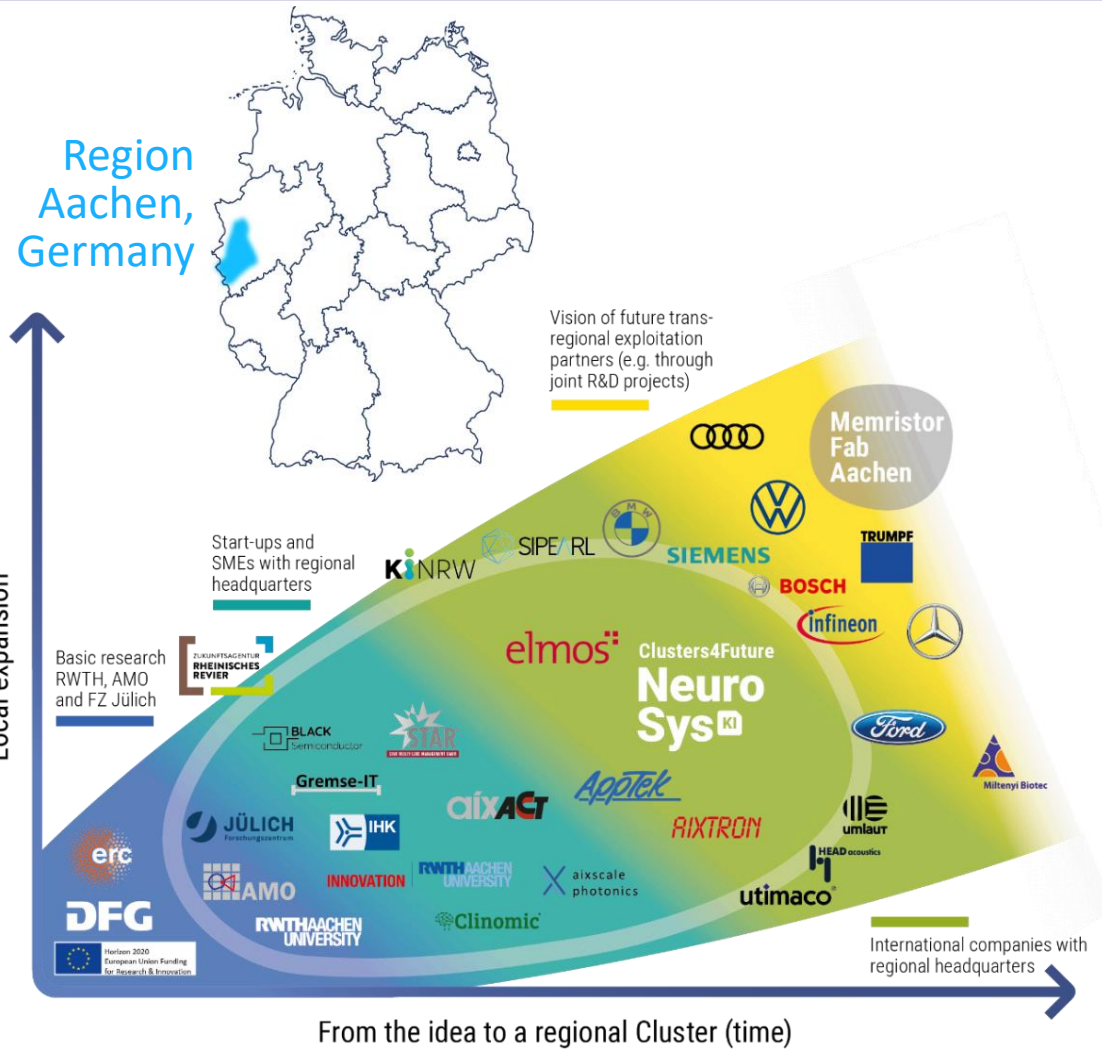 Region
Aachen,
Germany
Vision of future trans-
regional exploitation
partners (e.g. through
joint R&D projects)
Memristor
Fab
Aachen
BMW
VW
TRUMPF
Start-ups and
SMEs with regional
headquarters
KiNRW
SIPEARL
SIEMENS
BOSCH
infineon
Basic research
RWTH, AMO
and FZ Jülich
ZUKUNFTSAGENTUR
RHEINISCHES
REVIER
elmos
Clusters4Future
Neuro
Sys KI
BLACK
Semiconductor
STAR
Ford
Miltenyi Biotec
Gremse-IT
aixACT
AppTek
JÜLICH
Forschungszentrum
IHK
AIXTRON
umlaut
erc
HEAD acoustics
AMO
INNOVATION
RWTHAACHEN
UNIVERSITY
aixscale
photonics
utimaco®
DFG
RWTHAACHEN
UNIVERSITY
Clinomic
Horizon 2020
European Union Funding
for Research & Innovation
International companies with
regional headquarters
Local expansion
From the idea to a regional Cluster (time)